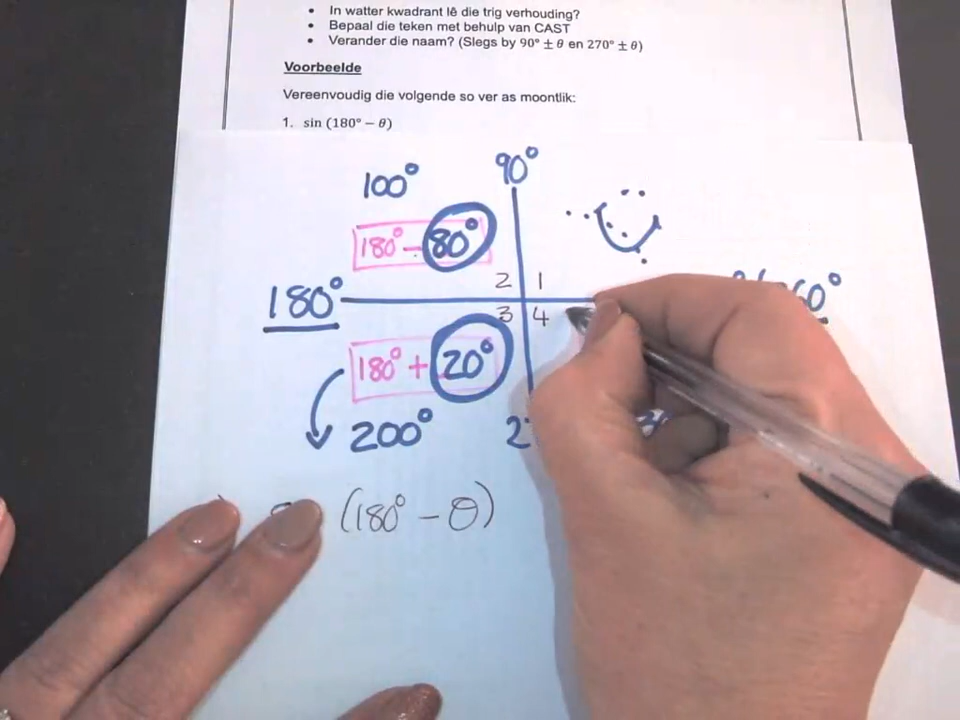 • In watter kwadrant lê die trig verhouding?
• Bepaal die teken met behulp van CAST
• Verander die naam? (Slegs by 90° ± θ en 270° ± θ)
Voorbeelde
Vereenvoudig die volgende so ver as moontlik:
1. sin (180° − θ)
100° 90°
180° − 80°
2 1
180°
3 4
180° + 20°
200°
(180° − θ)